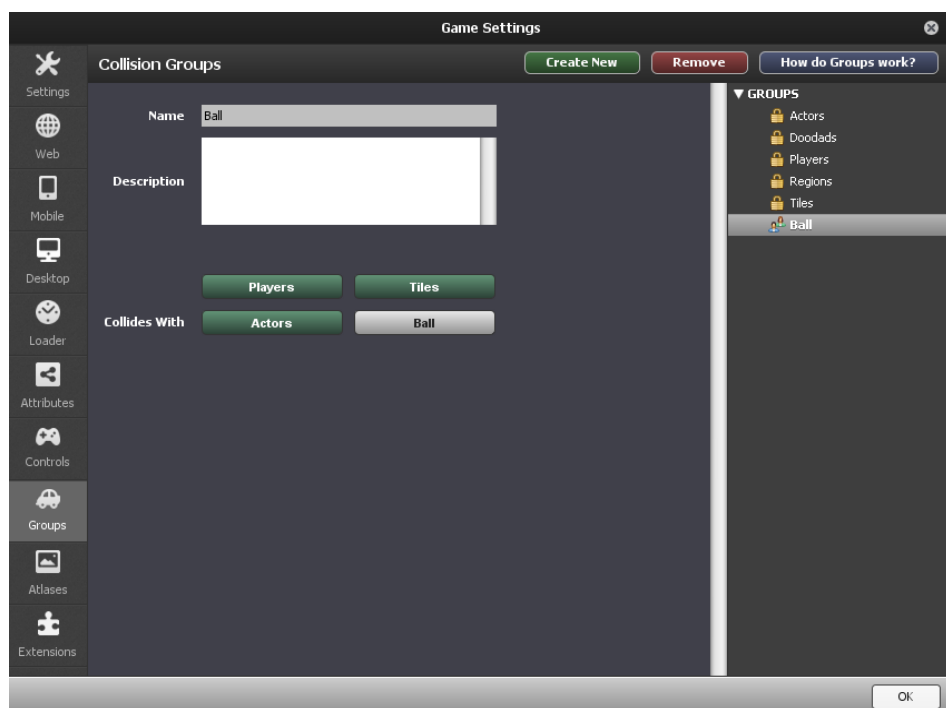 Game Settings
Settings
Web
Mobile
Desktop
Loader
Attributes
Controls
Groups
Atlases
Extensions
Collision Groups
Create New
Remove
How do Groups work?
Name
Ball
Description
Players
Tiles
Collides With
Actors
Ball
GROUPS
Actors
Doodads
Players
Regions
Tiles
Ball
OK